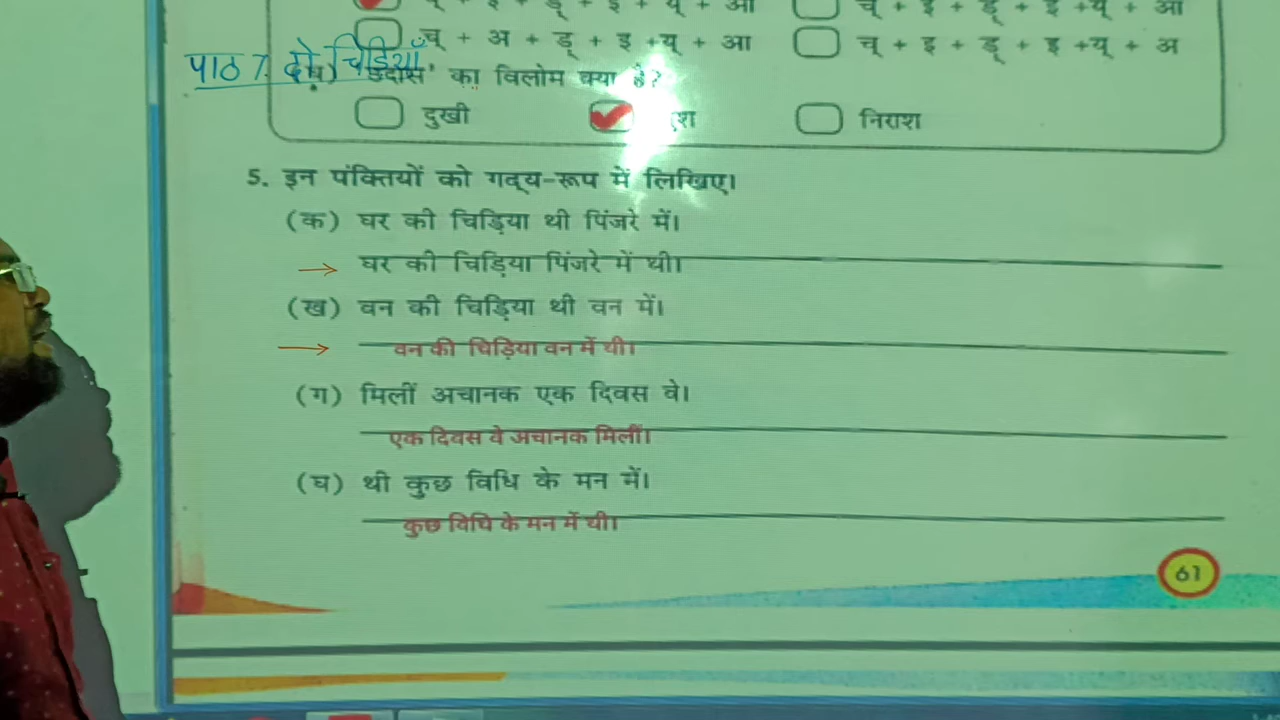 च् + अ + ड् + इ + य् + आ
च् + इ + ड् + इ + य् + अ
पाठ 7. दो चिड़ियाँ
का विलोम क्या है?
दुखी निराश
5. इन पंक्तियों को गद्य-रूप में लिखिए।
(क) घर की चिड़िया थी पिंजरे में।
→ घर की चिड़िया पिंजरे में थी।
(ख) वन की चिड़िया थी वन में।
→ वन की चिड़िया वन में थी।
(ग) मिलीं अचानक एक दिवस वे।
एक दिवस वे अचानक मिलीं।
(घ) थी कुछ विधि के मन में।
कुछ विधि के मन में थी।
61